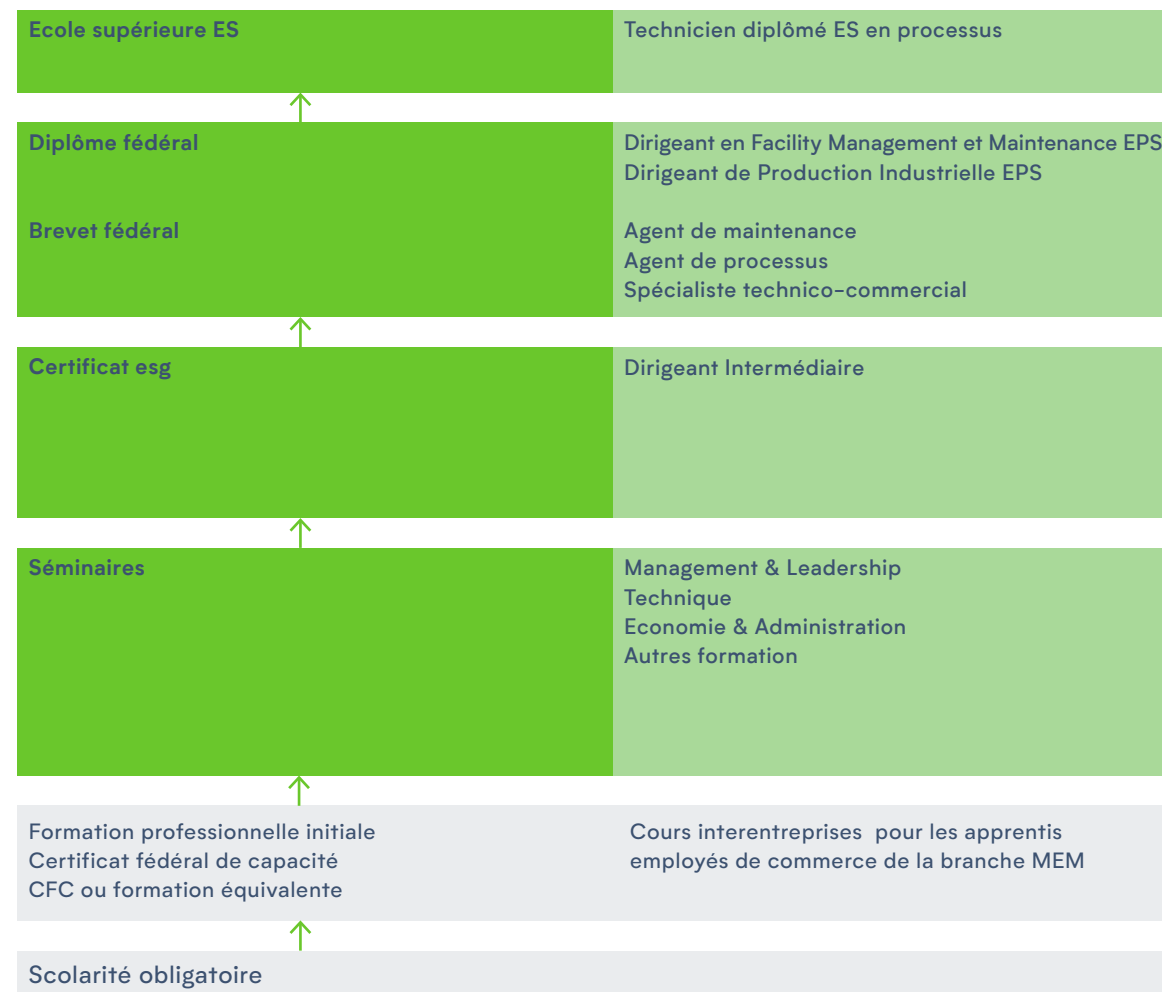 Ecole supérieure ES
Technicien diplômé ES en processus
Diplôme fédéral
Dirigeant en Facility Management et Maintenance EPS
Dirigeant de Production Industrielle EPS
Brevet fédéral
Agent de maintenance
Agent de processus
Spécialiste technico-commercial
Certificat esg
Dirigeant Intermédiaire
Séminaires
Management & Leadership
Technique
Economie & Administration
Autres formation
Formation professionnelle initiale
Certificat fédéral de capacité
CFC ou formation équivalente
Cours interentreprises pour les apprentis
employés de commerce de la branche MEM
Scolarité obligatoire